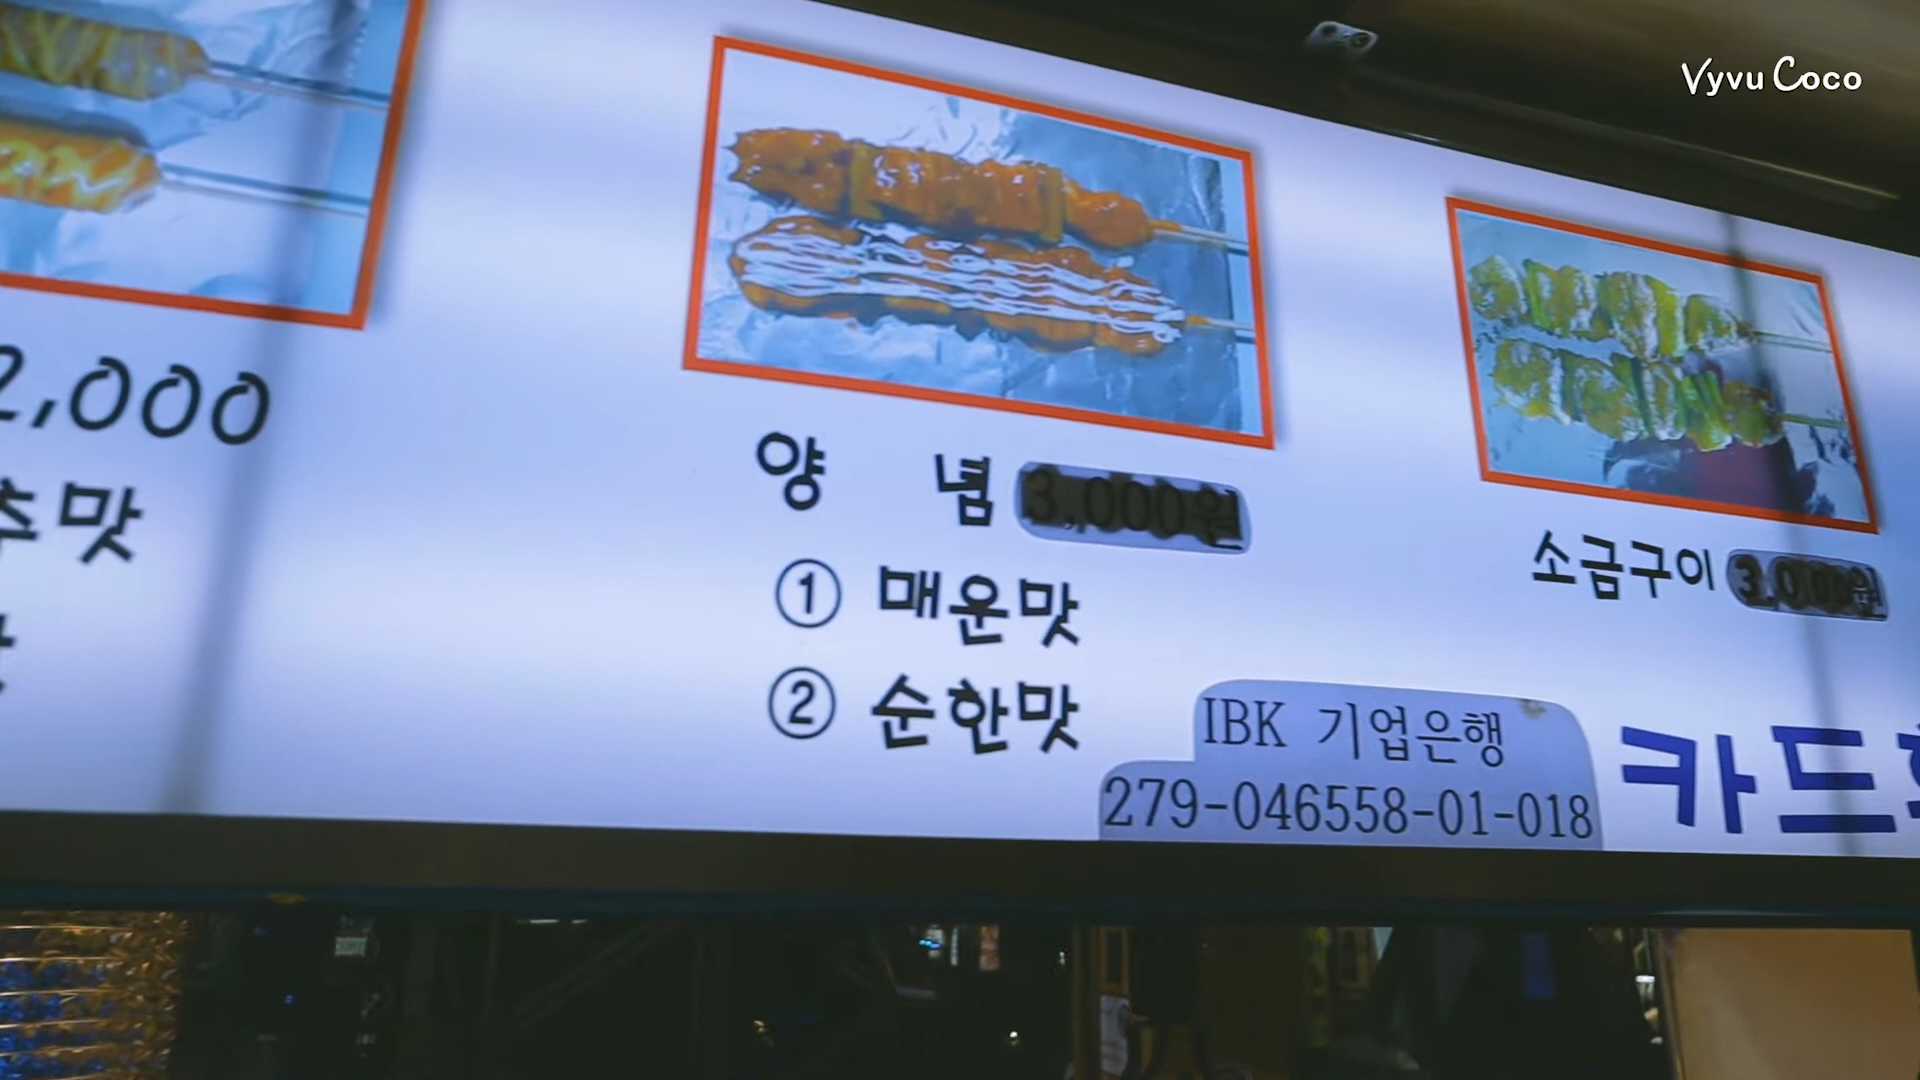 Vyvu Coco
2,000
추맛
양 념 3,000원
① 매운맛
② 순한맛
소금구이 3,000원
IBK 기업은행
279-046558-01-018
카드